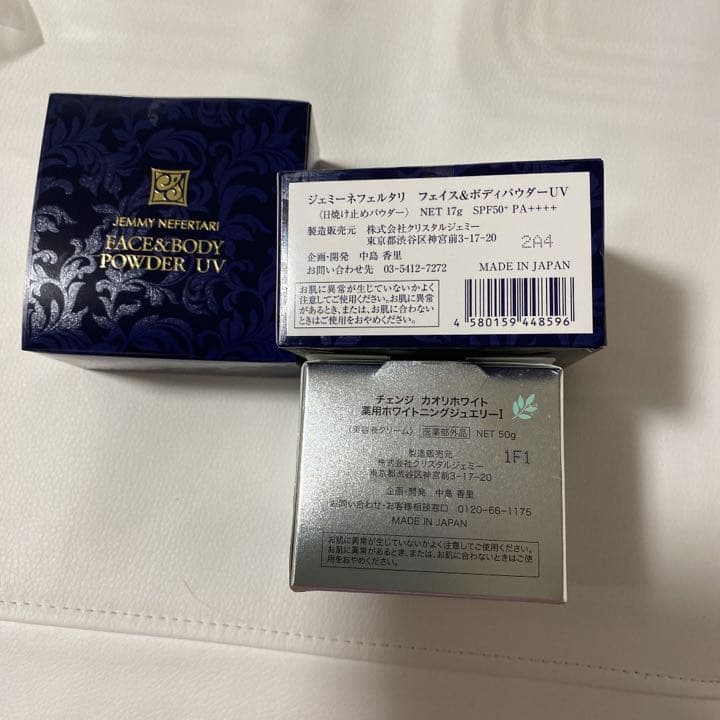 JEMMY NEFERTARI
FACE&BODY
POWDER UV
ジェミーネフェルタリ フェイス&ボディパウダーUV
〈日焼け止めパウダー〉 NET 17g SPF50+ PA++++
製造販売元 株式会社クリスタルジェミー
東京都渋谷区神宮前3-17-20
2A4
企画・開発 中島 香里
お問い合わせ先 03-5412-7272
MADE IN JAPAN
お肌に異常が生じていないかよく
注意してご使用ください。お肌に異常
があるとき、または、お肌に合わない
ときはご使用をおやめください。
4 580159 448596
チェンジ カオリホワイト
薬用ホワイトニングジュエリーI
〈美容液クリーム〉 医薬部外品 NET 50g
製造販売元
1F1
株式会社クリスタルジェミー
東京都渋谷区神宮前3-17-20
企画・開発 中島 香里
お問い合わせ・お客様相談窓口 0120-66-1175
MADE IN JAPAN
お肌に異常が生じていないかよく注意してご使用ください。
お肌に異常があるとき、または、お肌に合わないときはご使
用をおやめください。